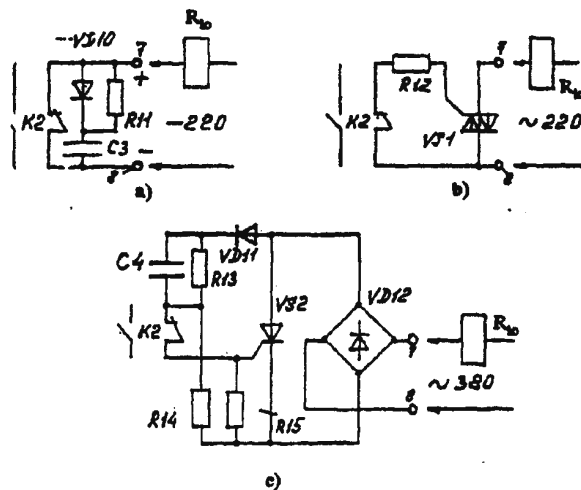 VD10 7 R₁₀
+
K2 R11 –220
C3
–
8
a)
7 R₁₀
R12
K2 VS1 ~220
8
b)
C4 VD11
R13 VS2 VD12
K2 R₁₀
7
~380
8
R14 R15
c)